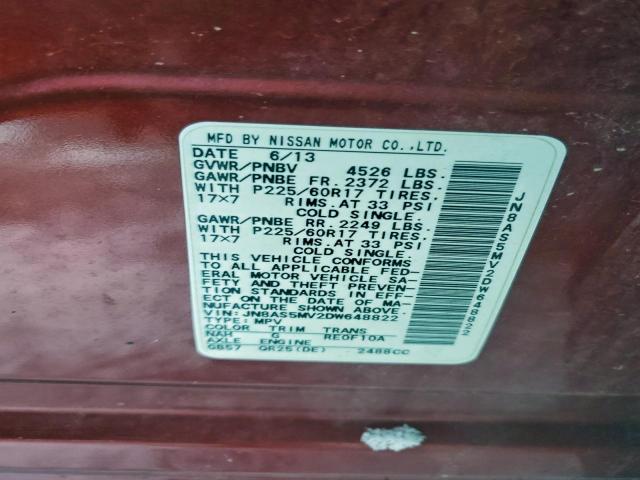 MFD BY NISSAN MOTOR CO.,LTD.
DATE 6/13
GVWR/PNBV 4526 LBS.
GAWR/PNBE FR. 2372 LBS.
WITH P225/60R17 TIRES.
17×7 RIMS.AT 33 PSI
COLD SINGLE.
GAWR/PNBE RR. 2249 LBS.
WITH P225/60R17 TIRES.
17×7 RIMS.AT 33 PSI
COLD SINGLE.
THIS VEHICLE CONFORMS
TO ALL APPLICABLE FED-
ERAL MOTOR VEHICLE SA-
FETY AND THEFT PREVEN-
TION STANDARDS IN EFF-
ECT ON THE DATE OF MA-
NUFACTURE SHOWN ABOVE.
VIN: JN8AS5MV2DW648822
TYPE: MPV
COLOR TRIM TRANS
NAH G RE0F10A
AXLE ENGINE
GB57 QR25(DE) 2488CC
JN8AS5MV2DW648822